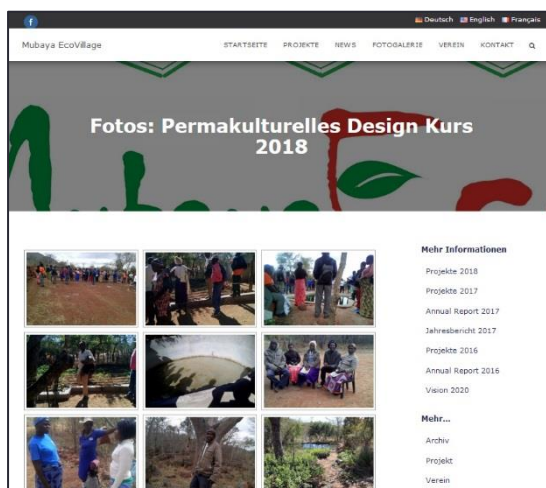 Deutsch English Français
Mubaya EcoVillage
STARTSEITE PROJEKTE NEWS FOTOGALERIE VEREIN KONTAKT
Fotos: Permakulturelles Design Kurs
2018
Mehr Informationen
Projekte 2018
Projekte 2017
Annual Report 2017
Jahresbericht 2017
Projekte 2016
Annual Report 2016
Vision 2020
Mehr...
Archiv
Projekt
Verein